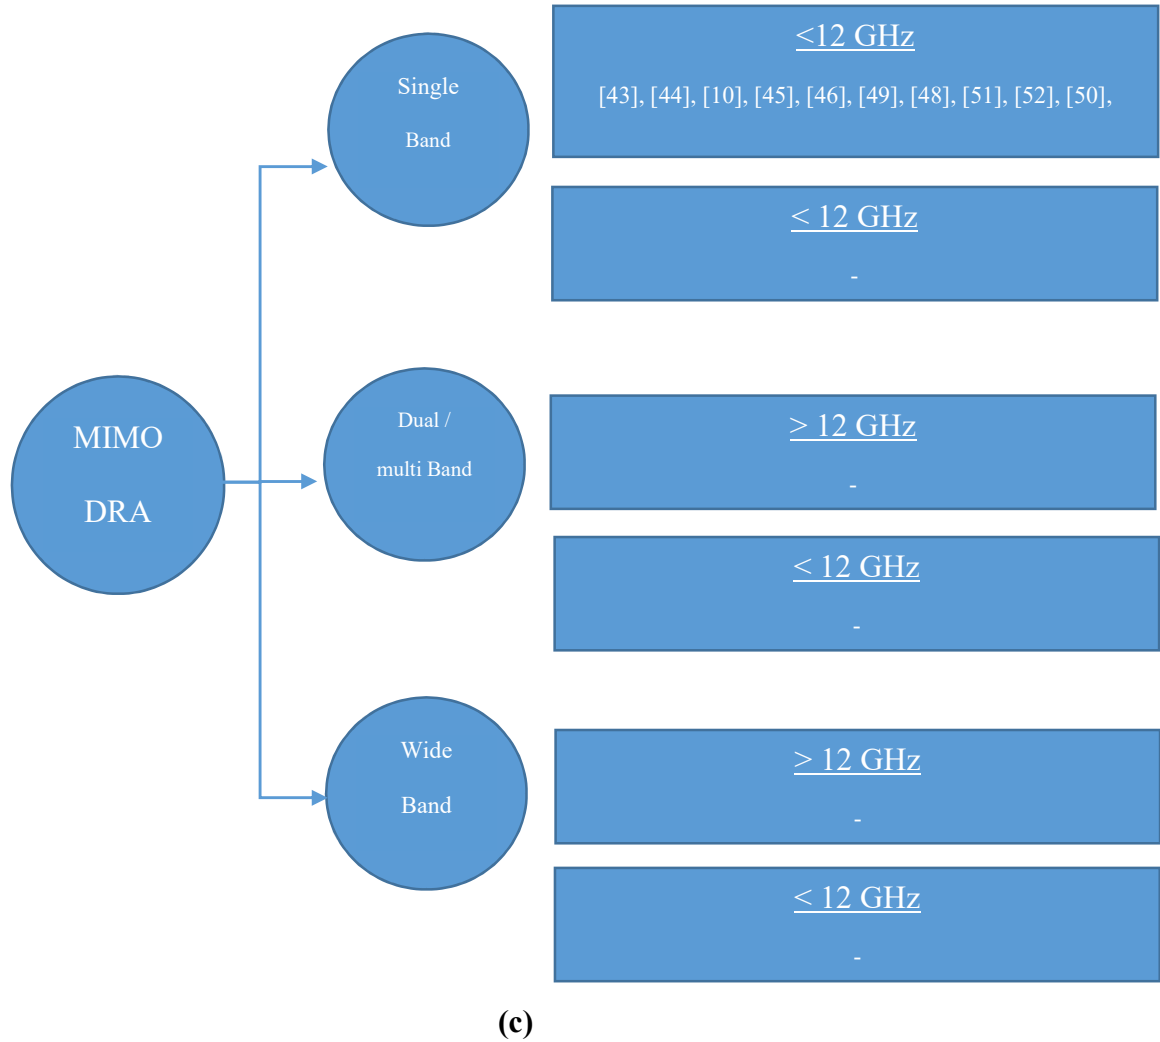 MIMO
DRA
Single
Band
<12 GHz
[43], [44], [10], [45], [46], [49], [48], [51], [52], [50],
< 12 GHz
-
Dual /
multi Band
> 12 GHz
-
< 12 GHz
-
Wide
Band
> 12 GHz
-
< 12 GHz
-
(c)